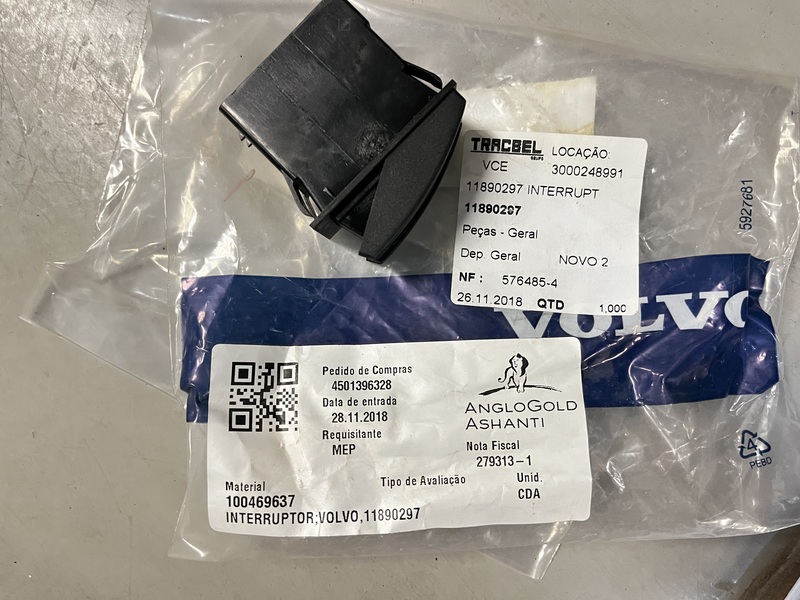 TRACBEL
GRUPO
LOCAÇÃO:
VCE 3000248991
11890297 INTERRUPT
11890297
Peças - Geral
Dep. Geral NOVO 2
NF : 576485-4
26.11.2018 QTD 1,000
5927681
VOLVO
Pedido de Compras
4501396328
Data de entrada
28.11.2018
Requisitante
MEP
ANGLOGOLD
ASHANTI
Nota Fiscal
279313-1
Tipo de Avaliação Unid.
CDA
Material
100469637
INTERRUPTOR;VOLVO,11890297
4
PEBD